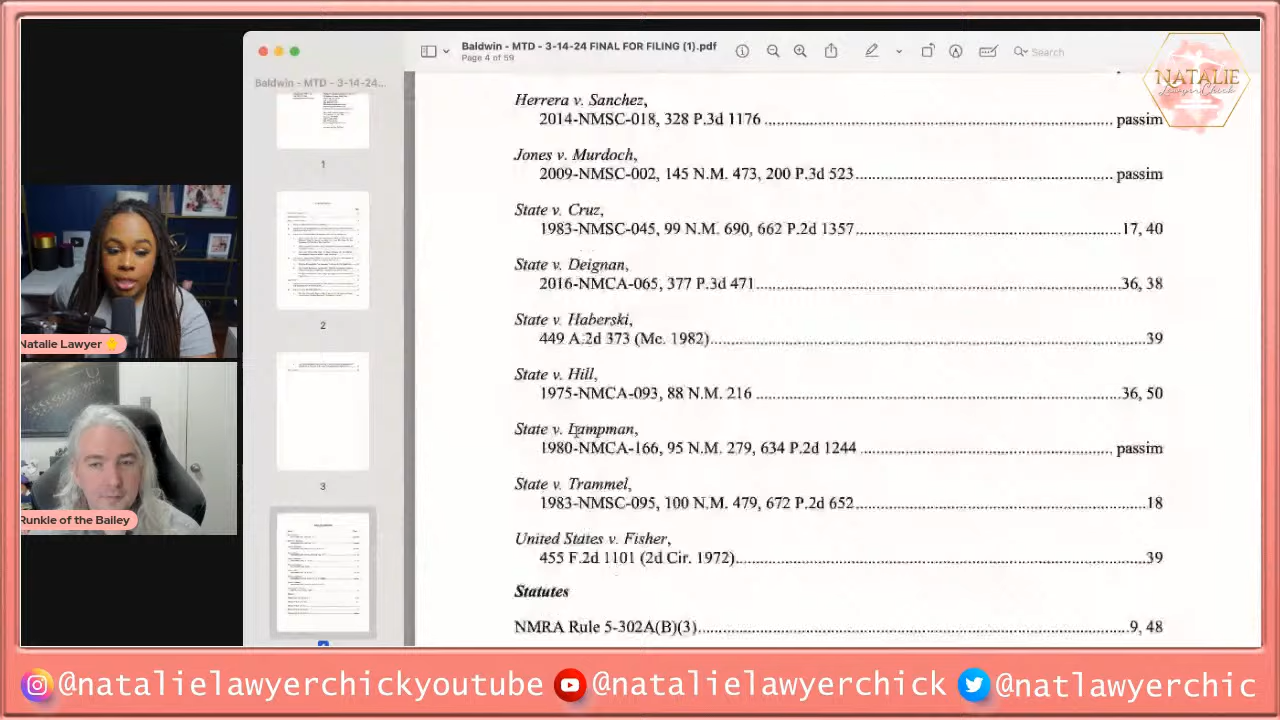 Baldwin - MTD - 3-14-24 FINAL FOR FILING (1).pdf
Page 4 of 59
Search
NATALIE
LawyerChick
Baldwin - MTD - 3-14-24...
1
2
3
Herrera v. Sanchez,
2014-NMSC-018, 328 P.3d 1176 passim
Jones v. Murdoch,
2009-NMSC-002, 145 N.M. 473, 200 P.3d 523 passim
State v. Cruz,
1983-NMSC-045, 99 N.M. 690, 662 P.2d 1357 17, 40
State v. Deignan,
2016-NMCA-065, 377 P.3d 471 36, 38
State v. Haberski,
449 A.2d 373 (Me. 1982) 39
State v. Hill,
1975-NMCA-093, 88 N.M. 216 36, 50
State v. Lampman,
1980-NMCA-166, 95 N.M. 279, 634 P.2d 1244 passim
State v. Trammel,
1983-NMSC-095, 100 N.M. 479, 672 P.2d 652 18
United States v. Fisher,
455 F.2d 1101 (2d Cir. 1972) 39
Statutes
NMRA Rule 5-302A(B)(3) 9, 48
Natalie Lawyer
Runkle of the Bailey
@natalielawyerchickyoutube @natalielawyerchick @natlawyerchic